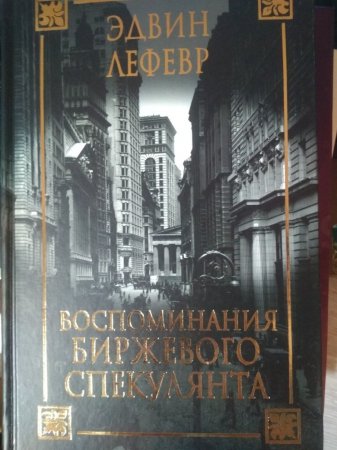 ЭДВИН
ЛЕФЕВР
ВОСПОМИНАНИЯ
БИРЖЕВОГО
СПЕКУЛЯНТА